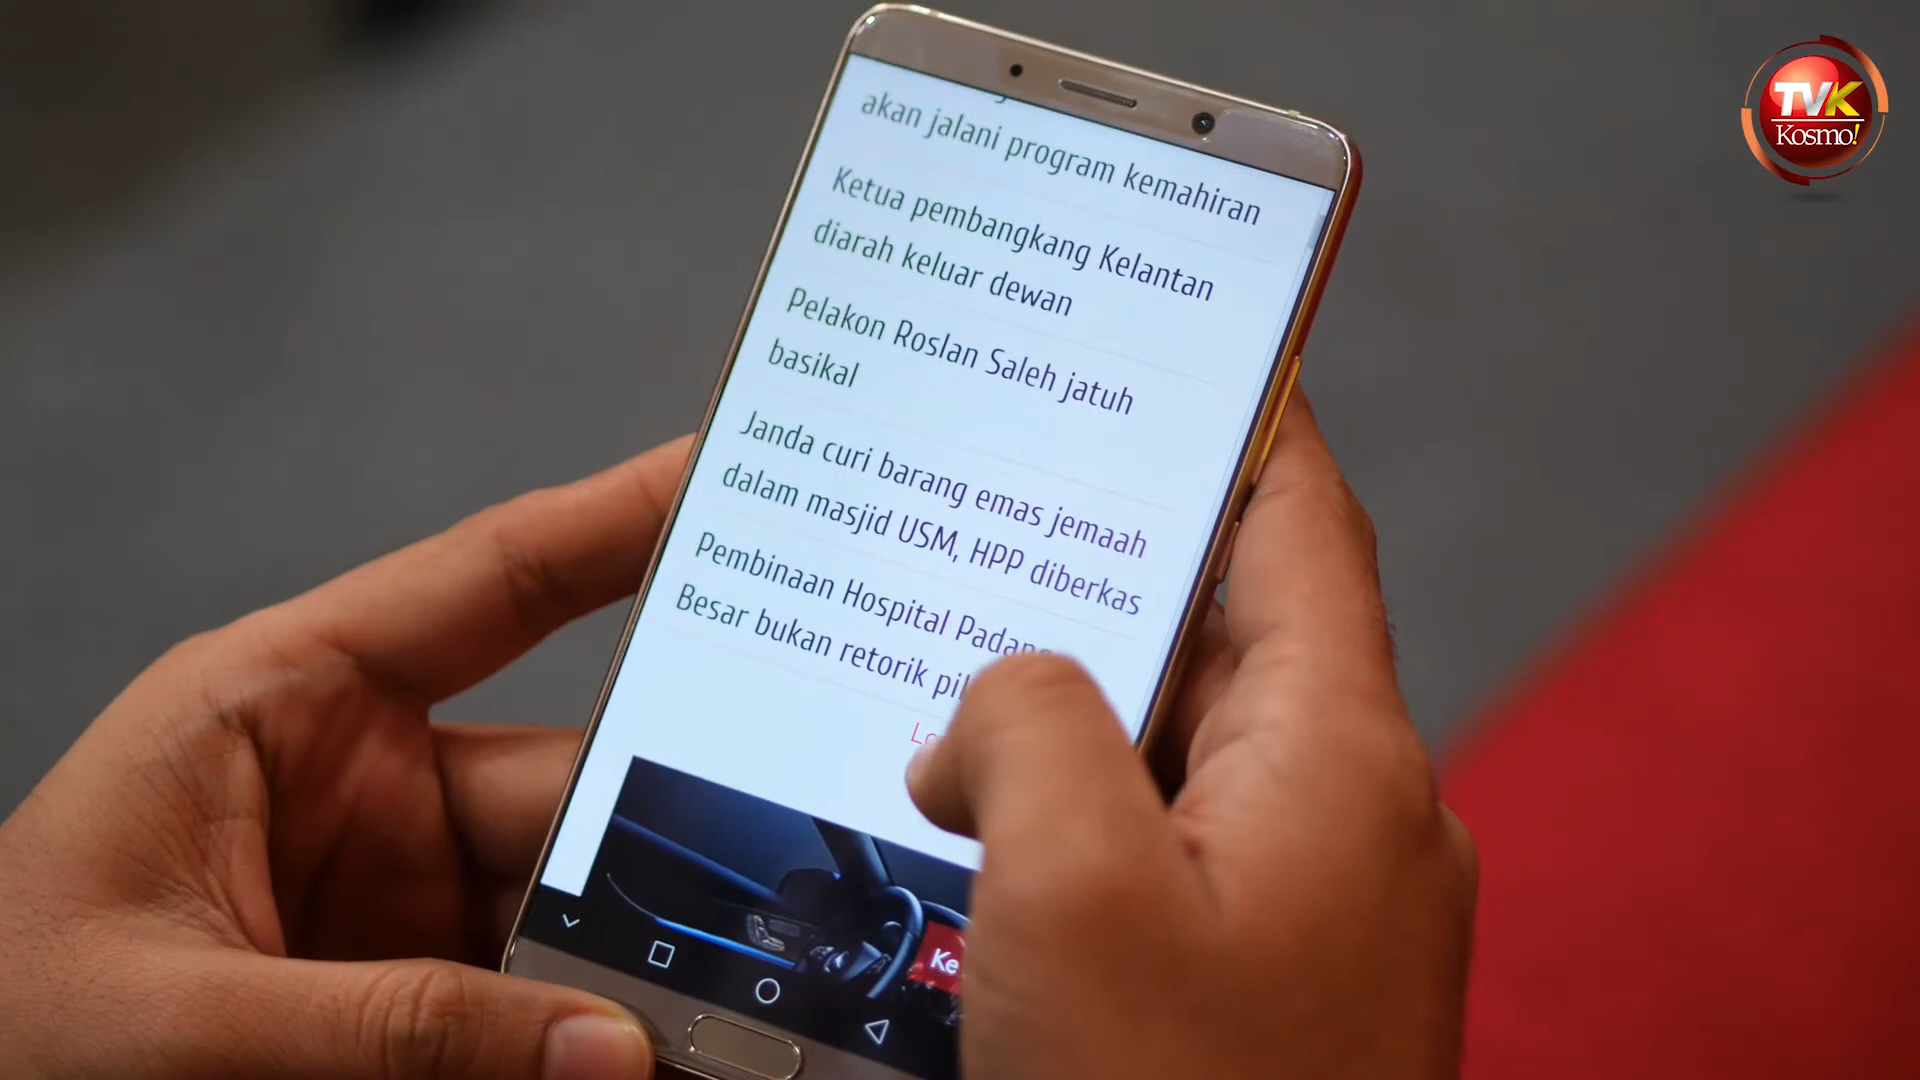 TVK
Kosmo!
akan jalani program kemahiran
Ketua pembangkang Kelantan
diarah keluar dewan
Pelakon Roslan Saleh jatuh
basikal
Janda curi barang emas jemaah
dalam masjid USM, HPP diberkas
Pembinaan Hospital Padang
Besar bukan retorik